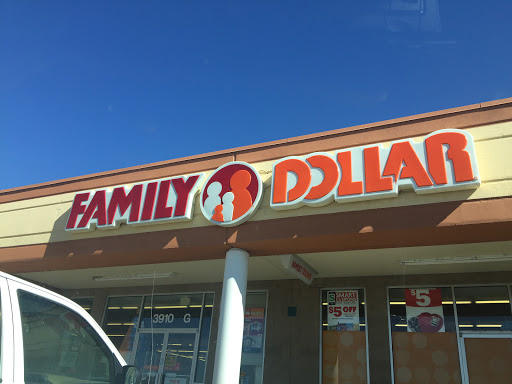 FAMILY DOLLAR
3910 G
SMART
$5 OFF
$5